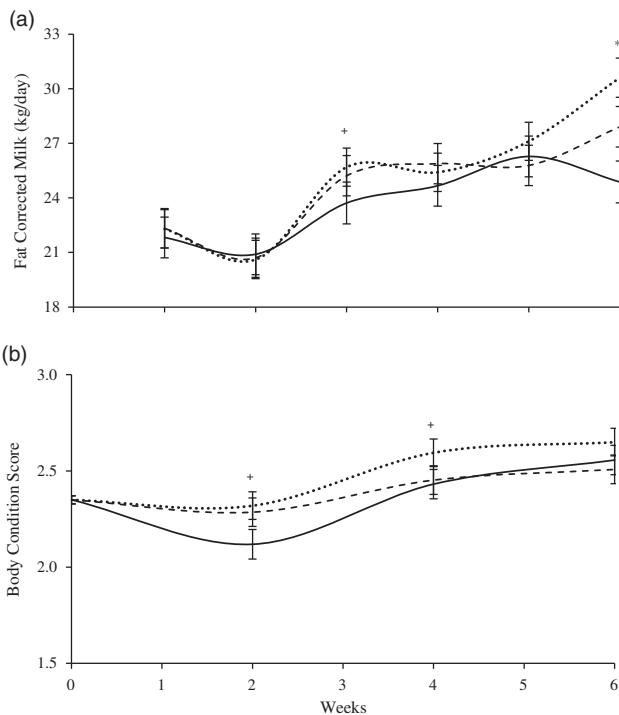 (a)
Fat Corrected Milk (kg/day)
33
30
27
24
21
18
+
*
(b)
Body Condition Score
3.0
2.5
2.0
1.5
+
+
0 1 2 3 4 5 6
Weeks